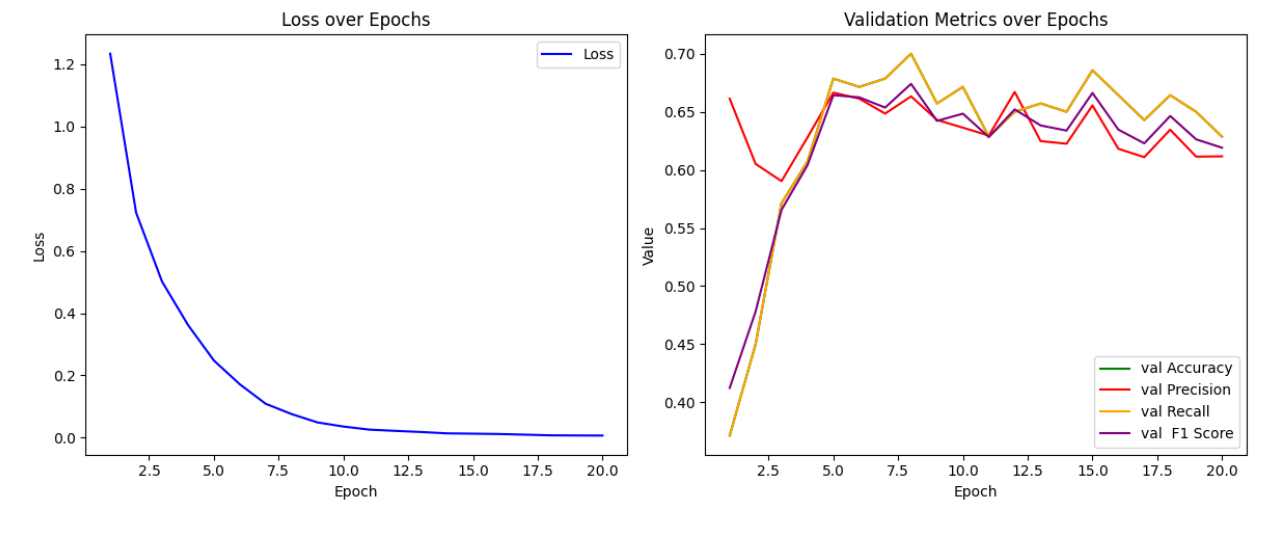 Loss over Epochs
Loss
1.2
1.0
0.8
0.6
0.4
0.2
0.0
Loss
2.5 5.0 7.5 10.0 12.5 15.0 17.5 20.0
Epoch
Validation Metrics over Epochs
0.70
0.65
0.60
0.55
0.50
0.45
0.40
Value
val Accuracy
val Precision
val Recall
val F1 Score
2.5 5.0 7.5 10.0 12.5 15.0 17.5 20.0
Epoch